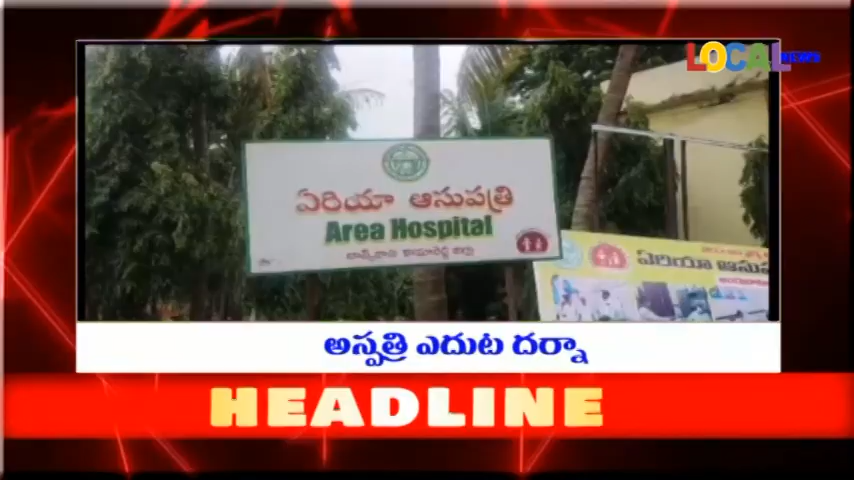 LOCAL NEWS
ఏరియా ఆసుపత్రి
Area Hospital
బాన్సువాడ కామారెడ్డి జిల్లా
ఏరియా ఆసుప
అస్పత్రి ఎదుట దర్నా
HEADLINE